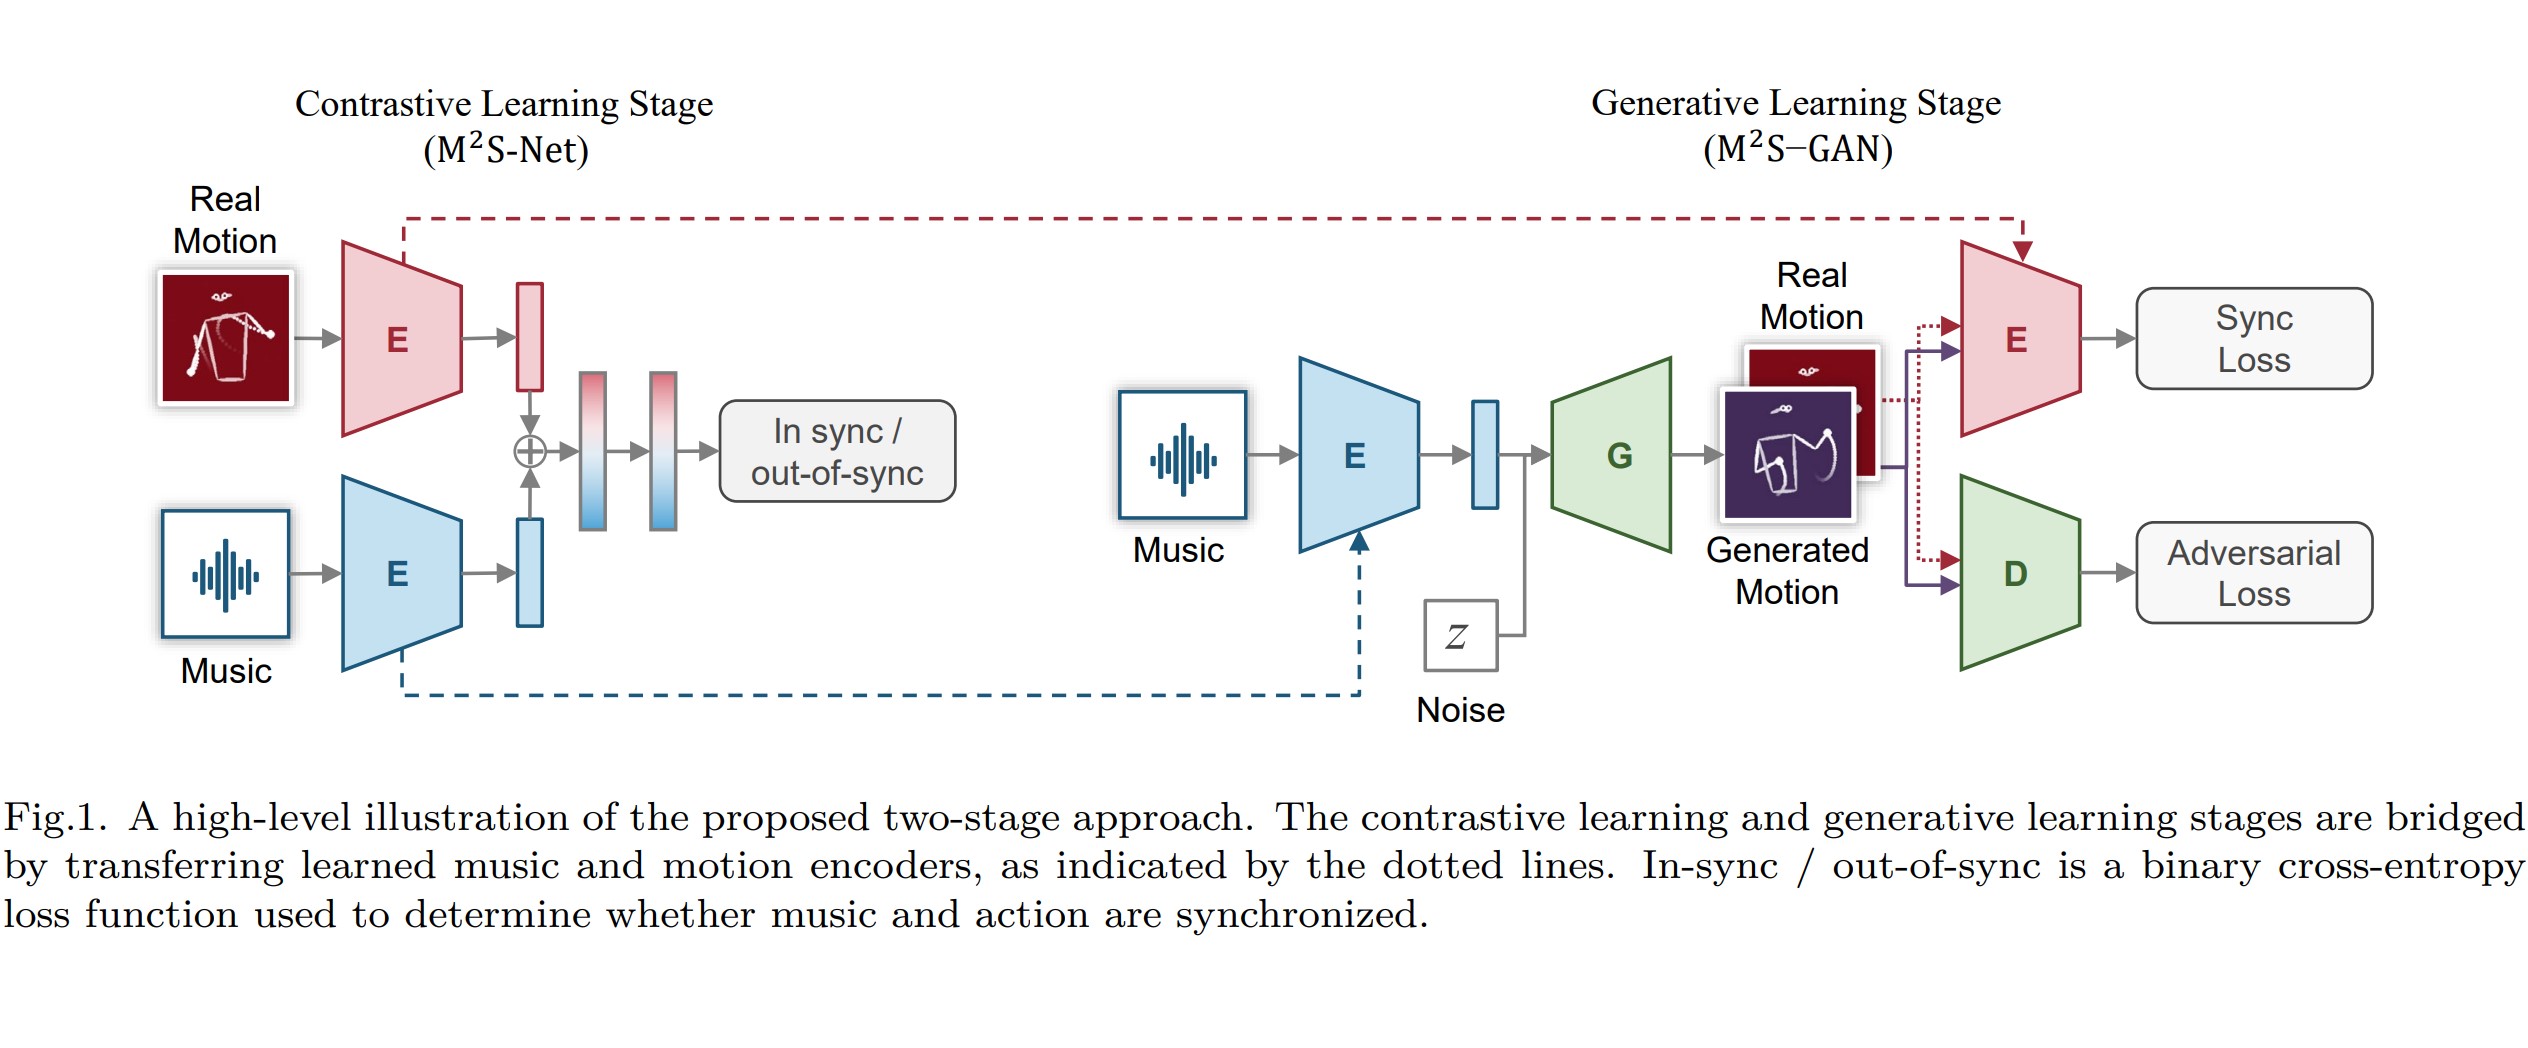 Contrastive Learning Stage
(M²S-Net)
Generative Learning Stage
(M²S−GAN)
Real
Motion
E
Music
E
In sync /
out-of-sync
Music
E
z
Noise
G
Real
Motion
Generated
Motion
E
Sync
Loss
D
Adversarial
Loss
Fig.1. A high-level illustration of the proposed two-stage approach. The contrastive learning and generative learning stages are bridged
by transferring learned music and motion encoders, as indicated by the dotted lines. In-sync / out-of-sync is a binary cross-entropy
loss function used to determine whether music and action are synchronized.